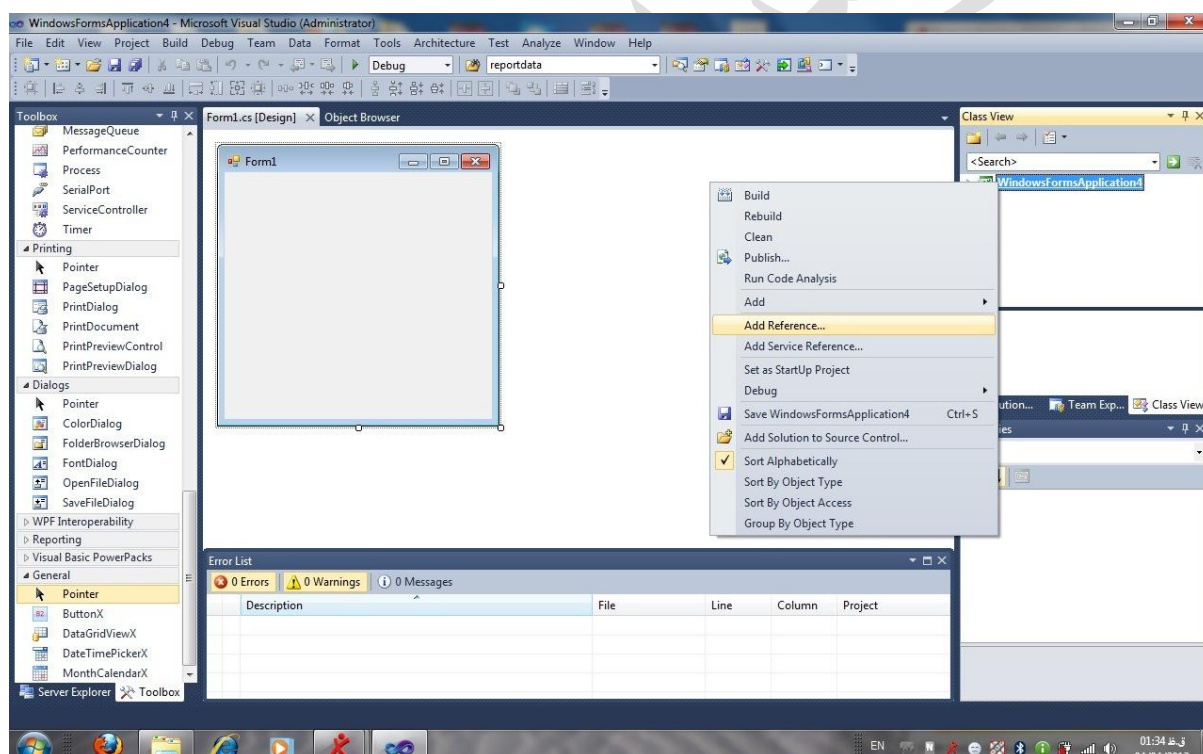 WindowsFormsApplication4 - Microsoft Visual Studio (Administrator)
File Edit View Project Build Debug Team Data Format Tools Architecture Test Analyze Window Help
Debug
reportdata
Toolbox
MessageQueue
PerformanceCounter
Process
SerialPort
ServiceController
Timer
Printing
Pointer
PageSetupDialog
PrintDialog
PrintDocument
PrintPreviewControl
PrintPreviewDialog
Dialogs
Pointer
ColorDialog
FolderBrowserDialog
FontDialog
OpenFileDialog
SaveFileDialog
WPF Interoperability
Reporting
Visual Basic PowerPacks
General
Pointer
ButtonX
DataGridViewX
DateTimePickerX
MonthCalendarX
Server Explorer Toolbox
Form1.cs [Design] Object Browser
Form1
Build
Rebuild
Clean
Publish...
Run Code Analysis
Add
Add Reference...
Add Service Reference...
Set as StartUp Project
Debug
Save WindowsFormsApplication4 Ctrl+S
Add Solution to Source Control...
Sort Alphabetically
Sort By Object Type
Sort By Object Access
Group By Object Type
Class View
<Search>
WindowsFormsApplication4
ution... Team Exp... Class View
ies
Error List
0 Errors 0 Warnings 0 Messages
Description File Line Column Project
EN
01:34 ق.ظ